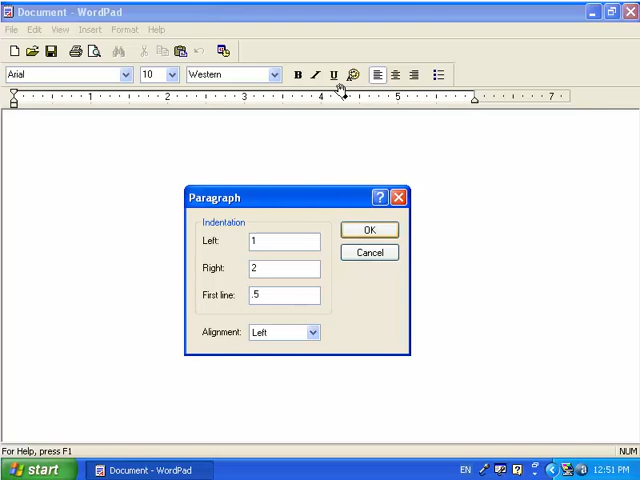 Document - WordPad
File Edit View Insert Format Help
Arial 10 Western B I U
1 2 3 4 5 7
Paragraph
Indentation
Left: 1 OK
Cancel
Right: 2
First line: .5
Alignment: Left
For Help, press F1 NUM
start Document - WordPad EN 12:51 PM